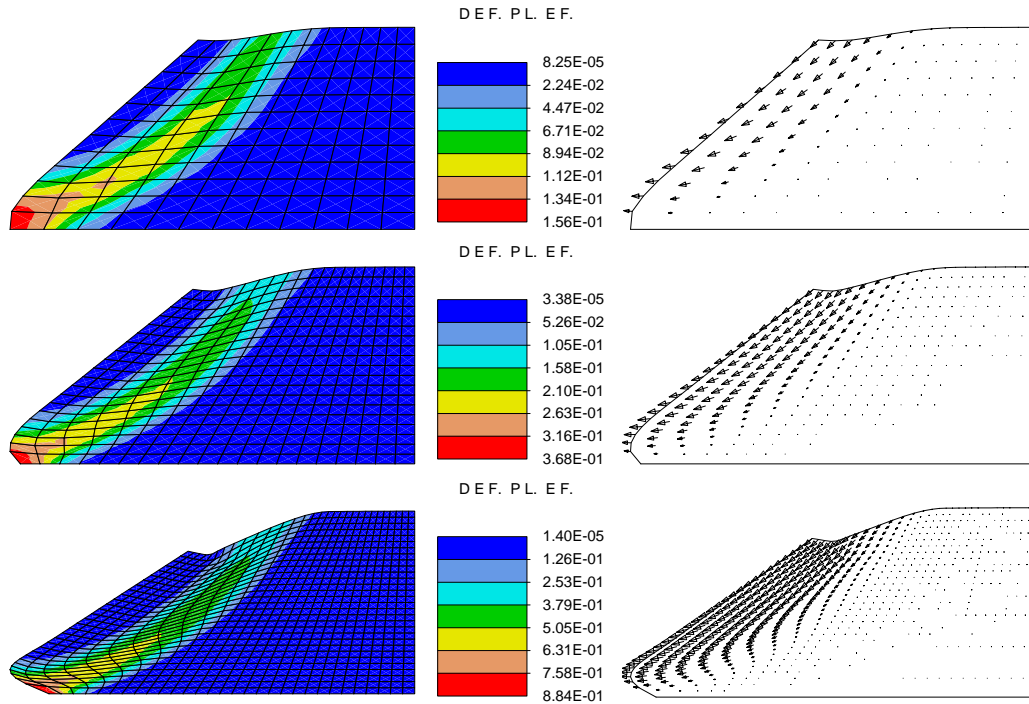 DEF. PL. EF.
8.25E-05
2.24E-02
4.47E-02
6.71E-02
8.94E-02
1.12E-01
1.34E-01
1.56E-01
DEF. PL. EF.
3.38E-05
5.26E-02
1.05E-01
1.58E-01
2.10E-01
2.63E-01
3.16E-01
3.68E-01
DEF. PL. EF.
1.40E-05
1.26E-01
2.53E-01
3.79E-01
5.05E-01
6.31E-01
7.58E-01
8.84E-01